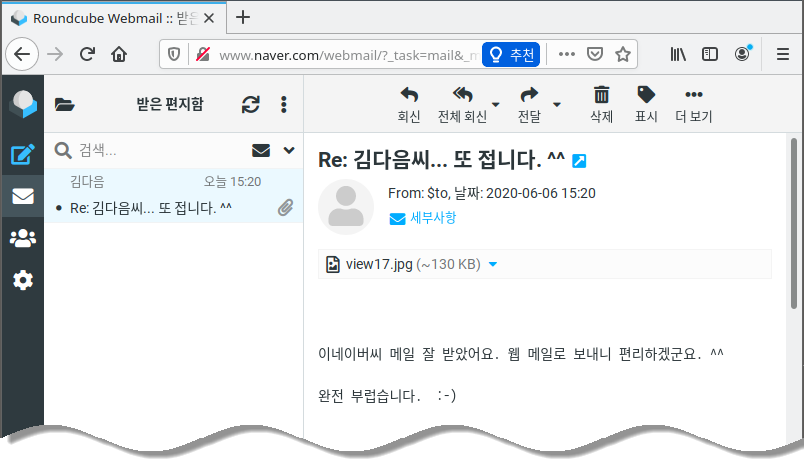 Roundcube Webmail :: 받은
www.naver.com/webmail/?_task=mail&_m
추천
받은 편지함
회신
전체 회신
전달
삭제
표시
더 보기
검색...
김다음
오늘 15:20
Re: 김다음씨... 또 접니다. ^^
Re: 김다음씨... 또 접니다. ^^
From: $to, 날짜: 2020-06-06 15:20
세부사항
view17.jpg (~130 KB)
이네이버씨 메일 잘 받았어요. 웹 메일로 보내니 편리하겠군요. ^^
완전 부럽습니다. :-)